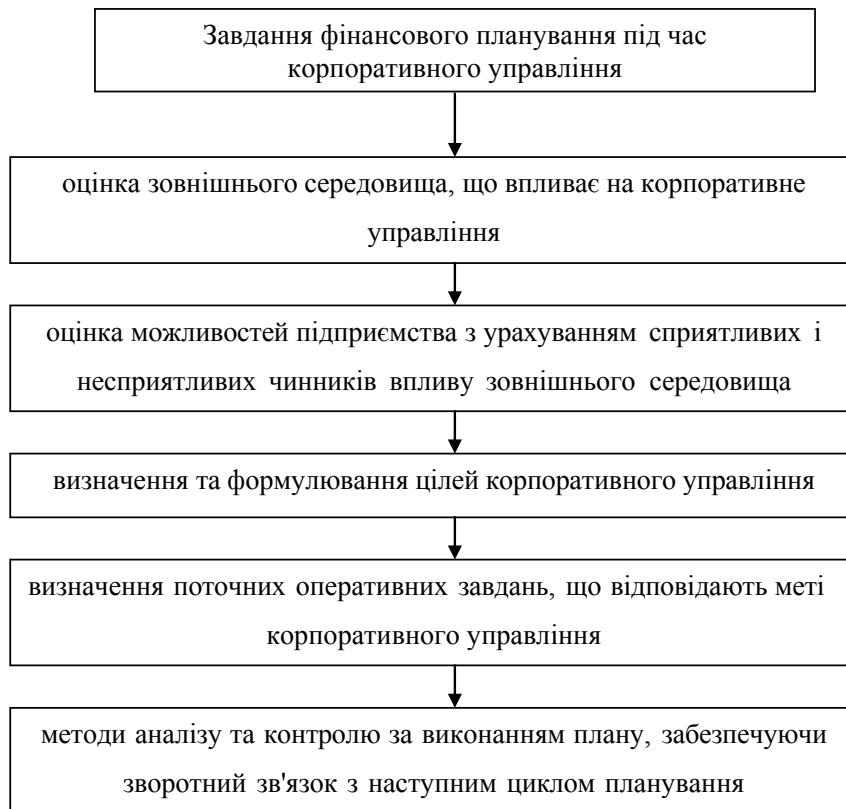 Завдання фінансового планування під час
корпоративного управління
оцінка зовнішнього середовища, що впливає на корпоративне
управління
оцінка можливостей підприємства з урахуванням сприятливих і
несприятливих чинників впливу зовнішнього середовища
визначення та формулювання цілей корпоративного управління
визначення поточних оперативних завдань, що відповідають меті
корпоративного управління
методи аналізу та контролю за виконанням плану, забезпечуючи
зворотний зв'язок з наступним циклом планування